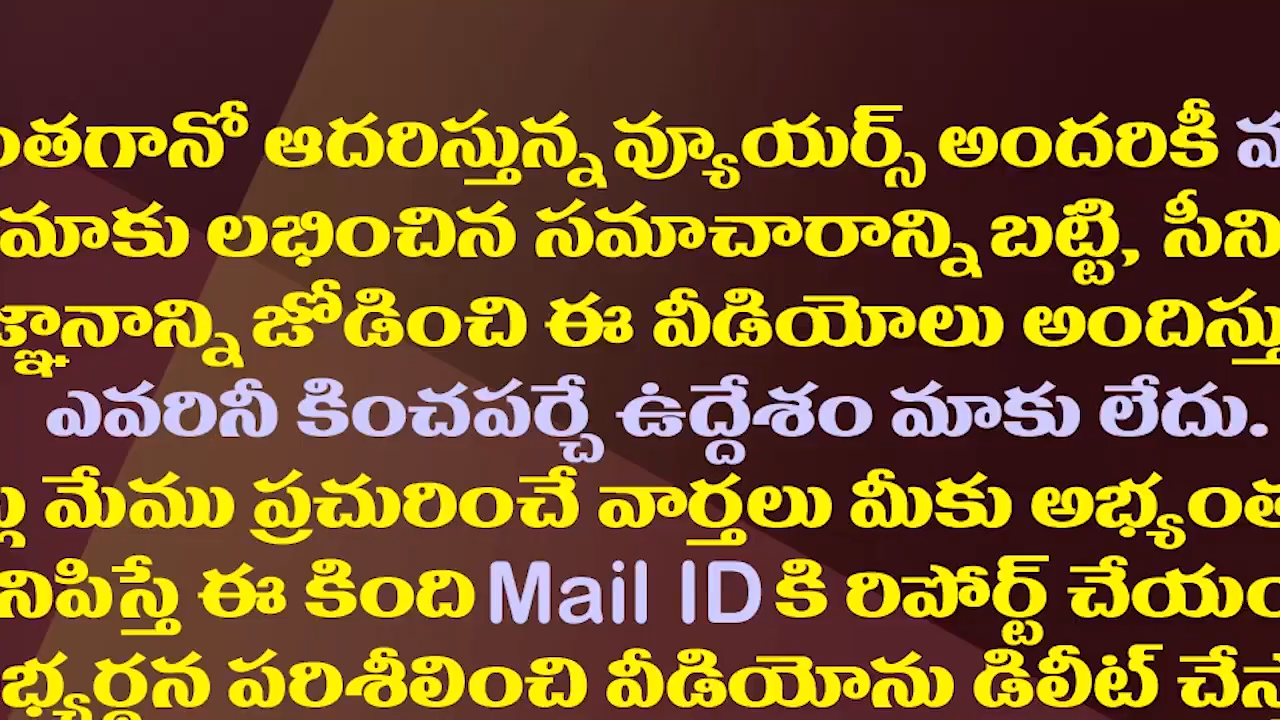 ంతగానో ఆదరిస్తున్న వ్యూయర్స్ అందరికీ
మాకు లభించిన సమాచారాన్ని బట్టి, సీని
జ్ఞానాన్ని జోడించి ఈ వీడియోలు అందిస్తు
ఎవరినీ కించపర్చే ఉద్దేశం మాకు లేదు.
మేము ప్రచురించే వార్తలు మీకు అభ్యంత
నిపిస్తే ఈ కింది Mail ID కి రిపోర్ట్ చేయం
భ్యర్థన పరిశీలించి వీడియోను డిలీట్ చేస